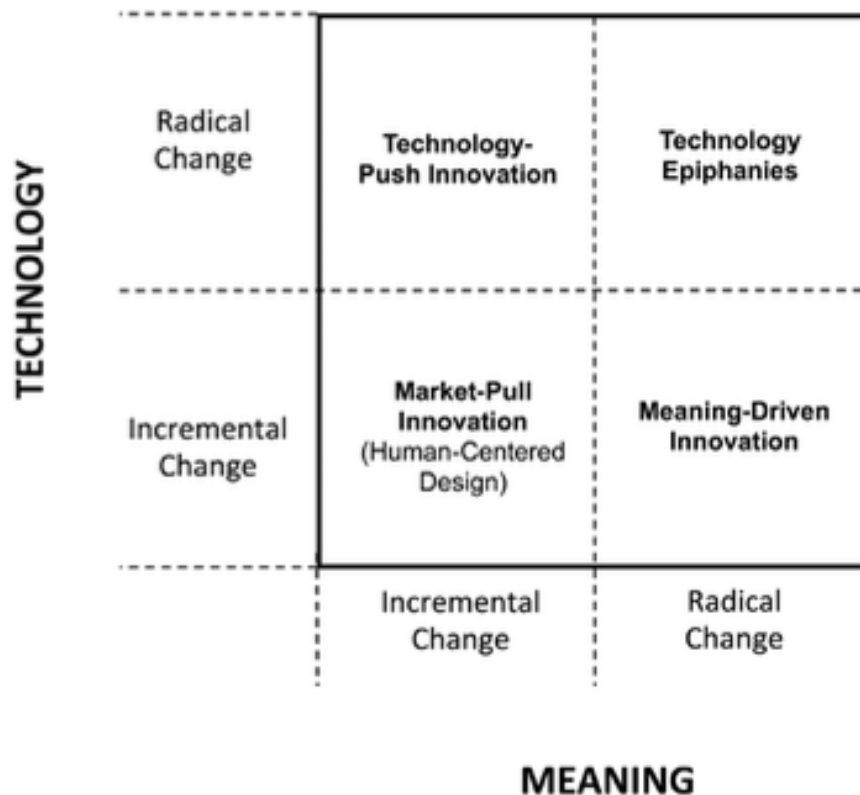 TECHNOLOGY
Radical
Change
Technology-
Push Innovation
Technology
Epiphanies
Incremental
Change
Market-Pull
Innovation
(Human-Centered
Design)
Meaning-Driven
Innovation
Incremental
Change
Radical
Change
MEANING